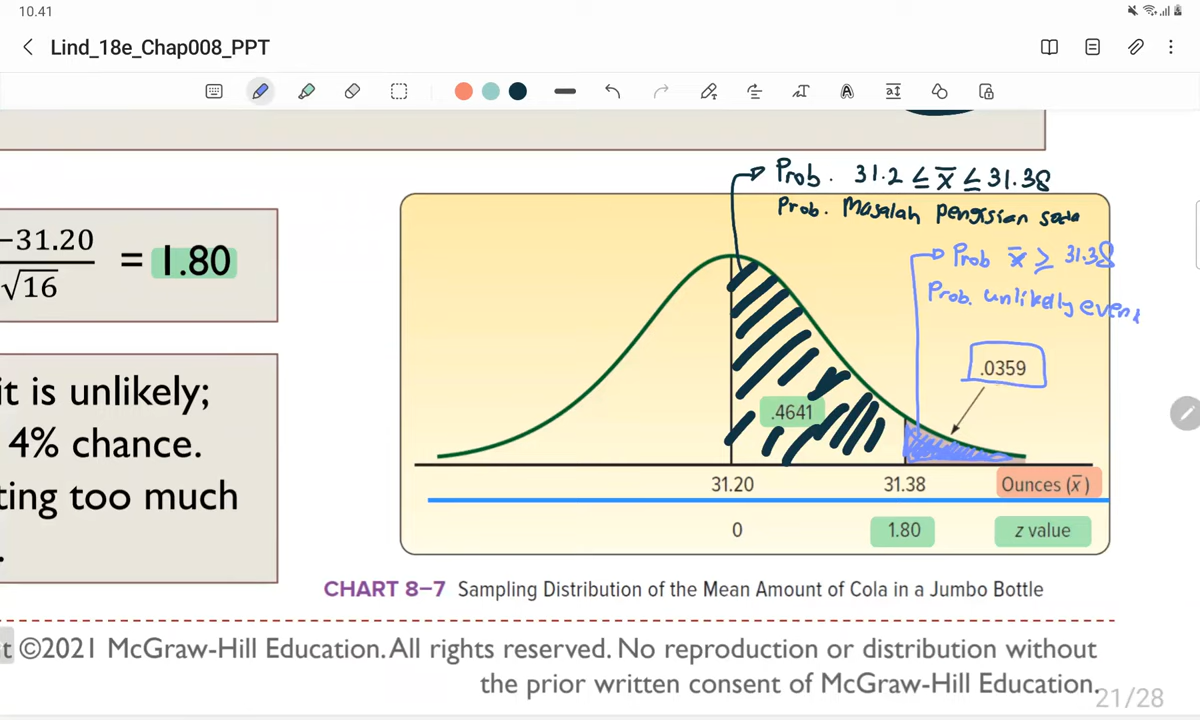 10.41
Lind_18e_Chap008_PPT
Prob. 31.2 ≤ x̅ ≤ 31.38
Prob. Masalah pengisian soda
−31.20
√16
= 1.80
Prob x̅ ≥ 31.38
Prob. unlikely event
.0359
it is unlikely;
4% chance.
ting too much
.
.4641
31.20 31.38 Ounces (x̅)
0 1.80 z value
CHART 8–7 Sampling Distribution of the Mean Amount of Cola in a Jumbo Bottle
t ©2021 McGraw-Hill Education. All rights reserved. No reproduction or distribution without
the prior written consent of McGraw-Hill Education.
21/28